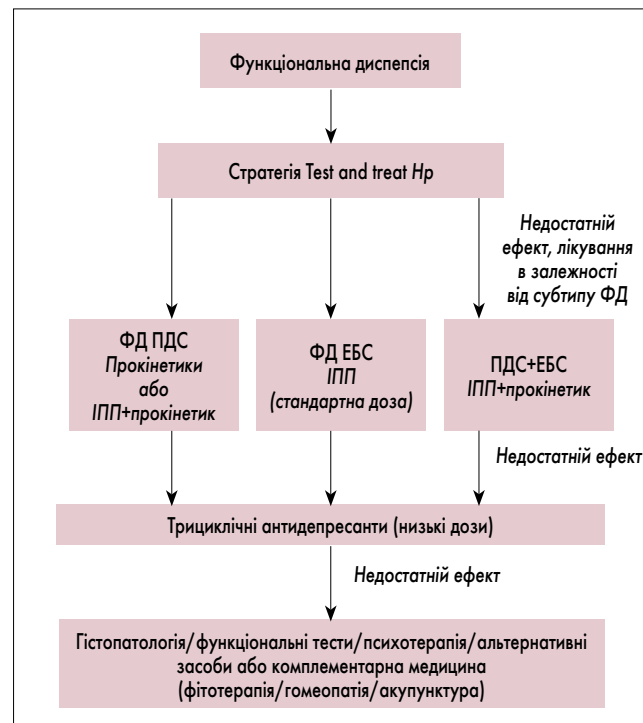 Функціональна диспепсія
Стратегія Test and treat Hp
Недостатній
ефект, лікування
в залежності
від субтипу ФД
ФД ПДС
Прокінетики
або
ІПП+прокінетик
ФД ЕБС
ІПП
(стандартна доза)
ПДС+ЕБС
ІПП+прокінетик
Недостатній ефект
Трициклічні антидепресанти (низькі дози)
Недостатній ефект
Гістопатологія/функціональні тести/психотерапія/альтернативні
засоби або комплементарна медицина
(фітотерапія/гомеопатія/акупунктура)